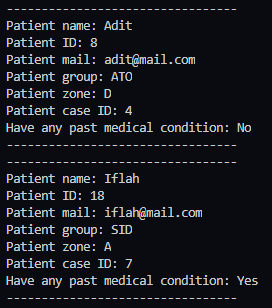 ---------------------------------
Patient name: Adit
Patient ID: 8
Patient mail: adit@mail.com
Patient group: ATO
Patient zone: D
Patient case ID: 4
Have any past medical condition: No
---------------------------------
---------------------------------
Patient name: Iflah
Patient ID: 18
Patient mail: iflah@mail.com
Patient group: SID
Patient zone: A
Patient case ID: 7
Have any past medical condition: Yes
---------------------------------